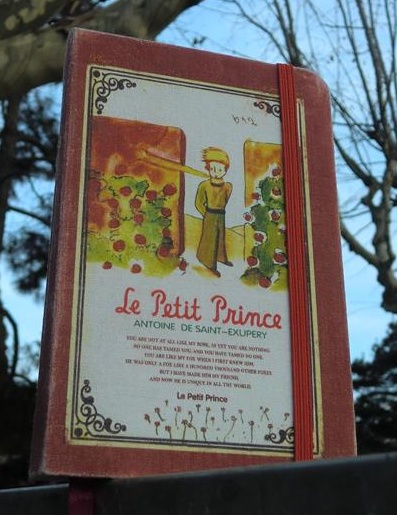 Le Petit Prince
ANTOINE DE SAINT-EXUPERY
YOU ARE NOT AT ALL LIKE MY ROSE, AS YET YOU ARE NOTHING.
NO ONE HAS TAMED YOU, AND YOU HAVE TAMED NO ONE.
YOU ARE LIKE MY FOX WHEN I FIRST KNEW HIM.
HE WAS ONLY A FOX LIKE A HUNDRED THOUSAND OTHER FOXES
BUT I HAVE MADE HIM MY FRIEND,
AND NOW HE IS UNIQUE IN ALL THE WORLD.
Le Petit Prince